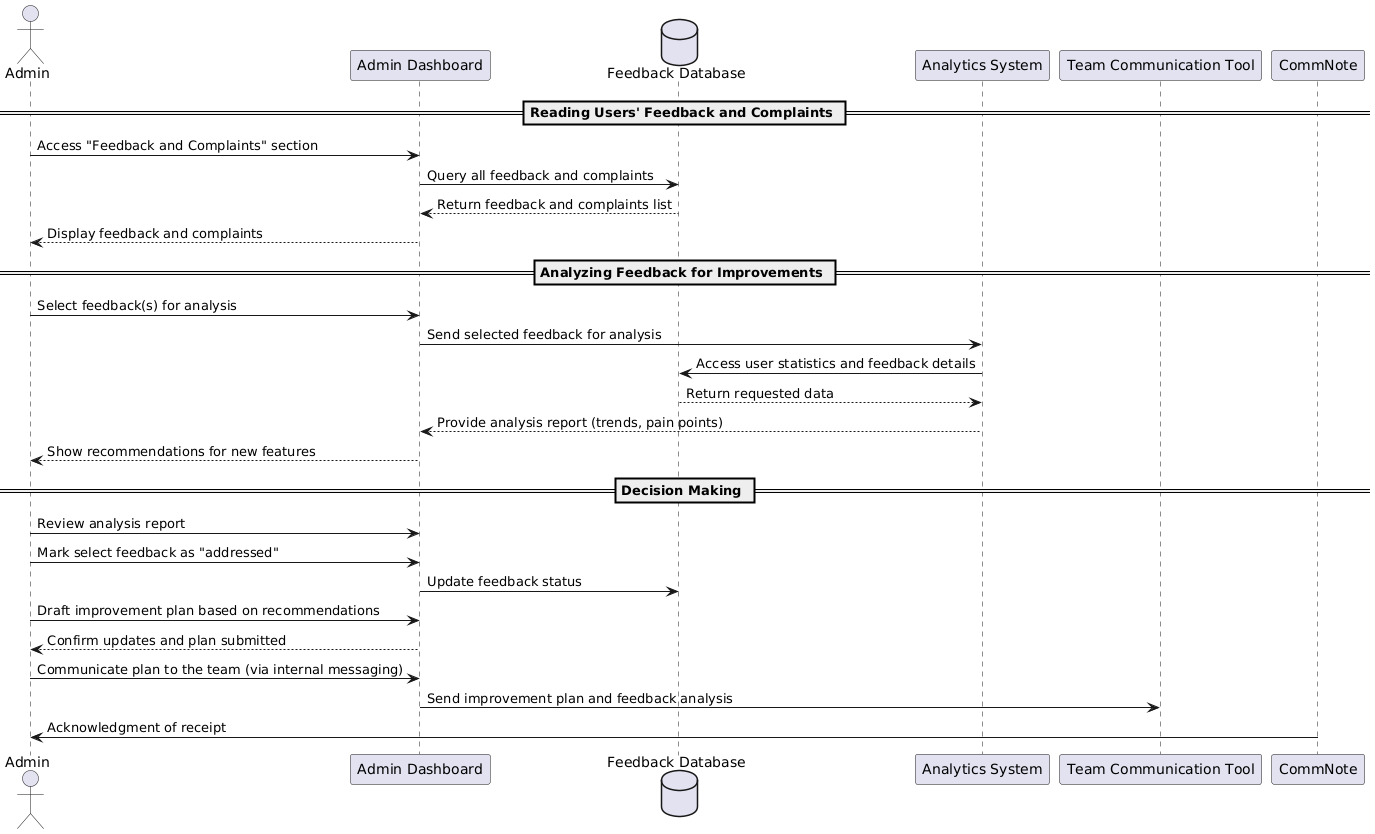 Admin
Admin Dashboard
Feedback Database
Analytics System
Team Communication Tool
CommNote
Reading Users' Feedback and Complaints
Access "Feedback and Complaints" section
Query all feedback and complaints
Return feedback and complaints list
Display feedback and complaints
Analyzing Feedback for Improvements
Select feedback(s) for analysis
Send selected feedback for analysis
Access user statistics and feedback details
Return requested data
Provide analysis report (trends, pain points)
Show recommendations for new features
Decision Making
Review analysis report
Mark select feedback as "addressed"
Update feedback status
Draft improvement plan based on recommendations
Confirm updates and plan submitted
Communicate plan to the team (via internal messaging)
Send improvement plan and feedback analysis
Acknowledgment of receipt
Admin
Admin Dashboard
Feedback Database
Analytics System
Team Communication Tool
CommNote